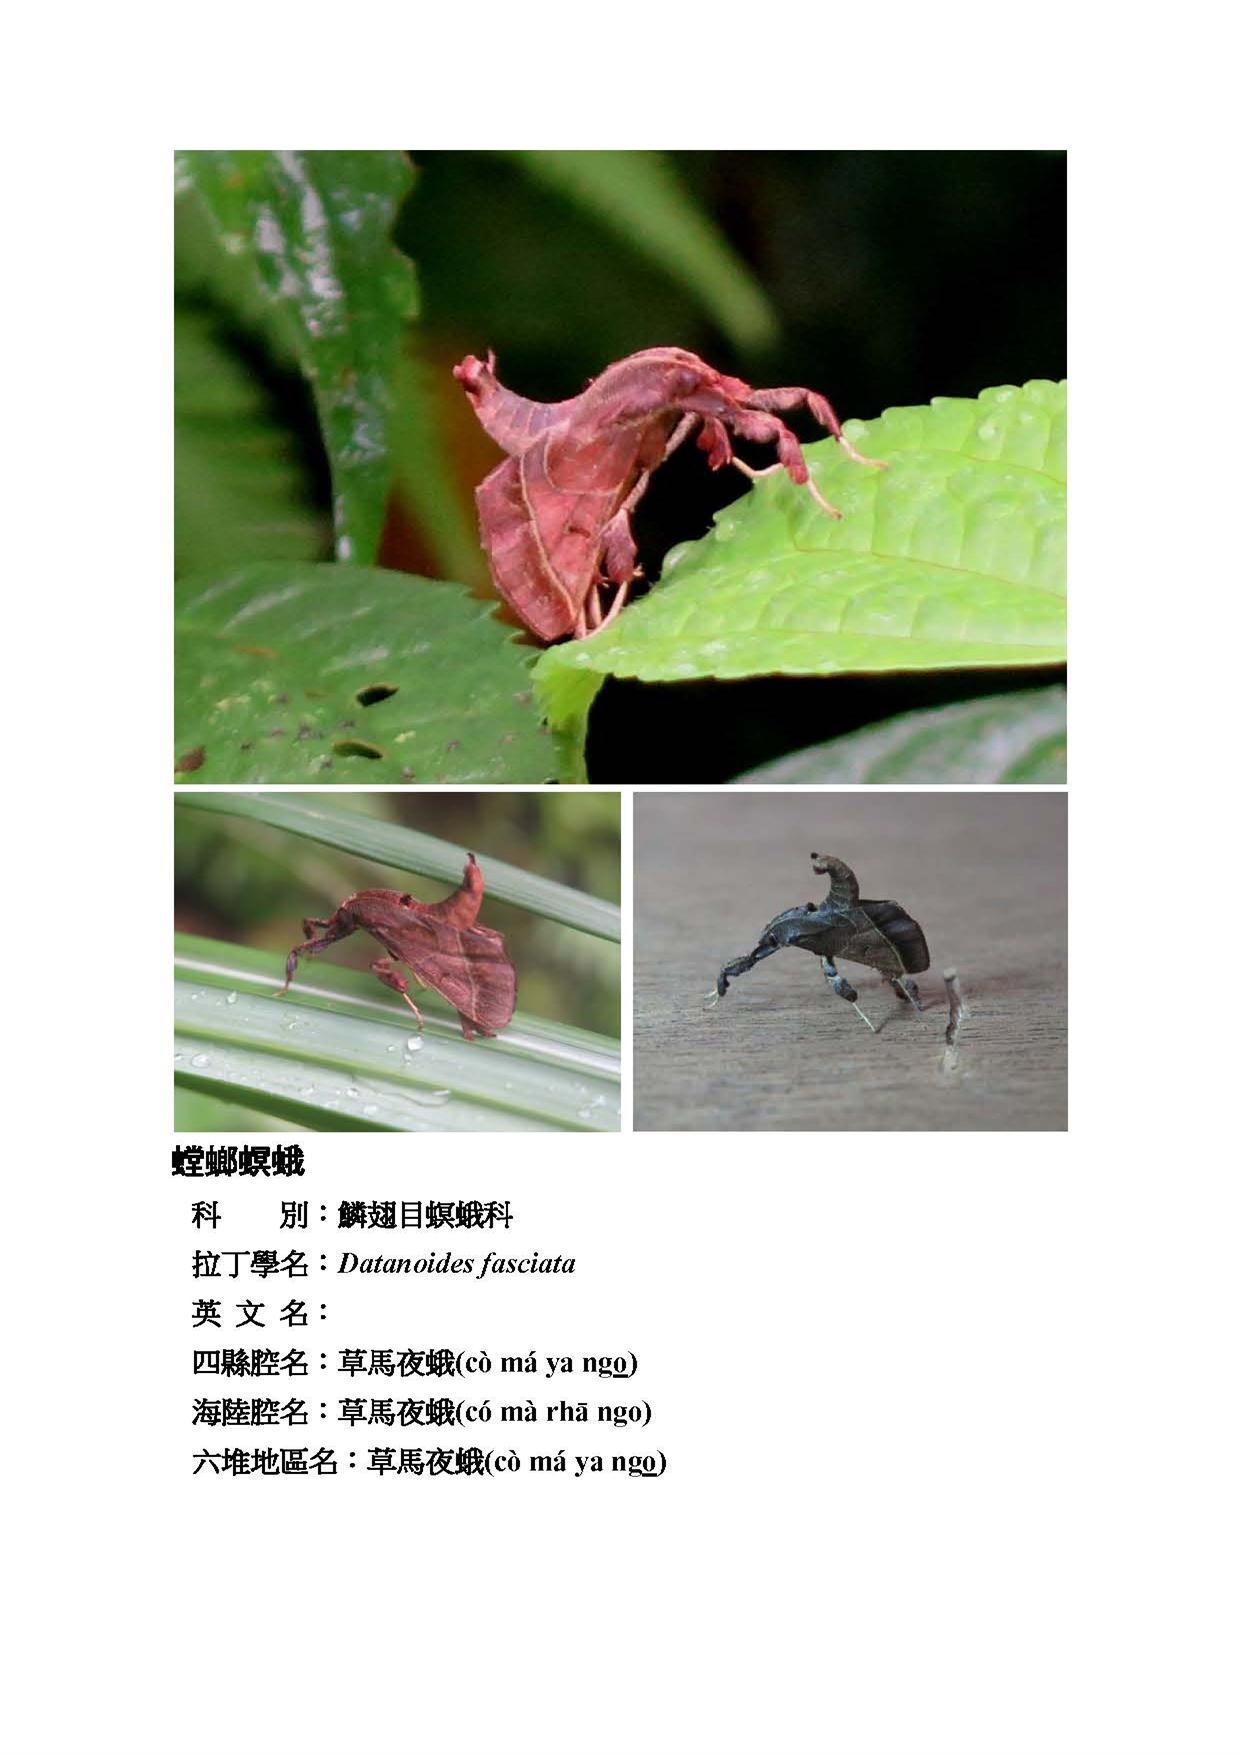 螳螂螟蛾
科　　別：鱗翅目螟蛾科
拉丁學名：Datanoides fasciata
英 文 名：
四縣腔名：草馬夜蛾(cò má ya ngo)
海陸腔名：草馬夜蛾(có mà rhā ngo)
六堆地區名：草馬夜蛾(cò má ya ngo)